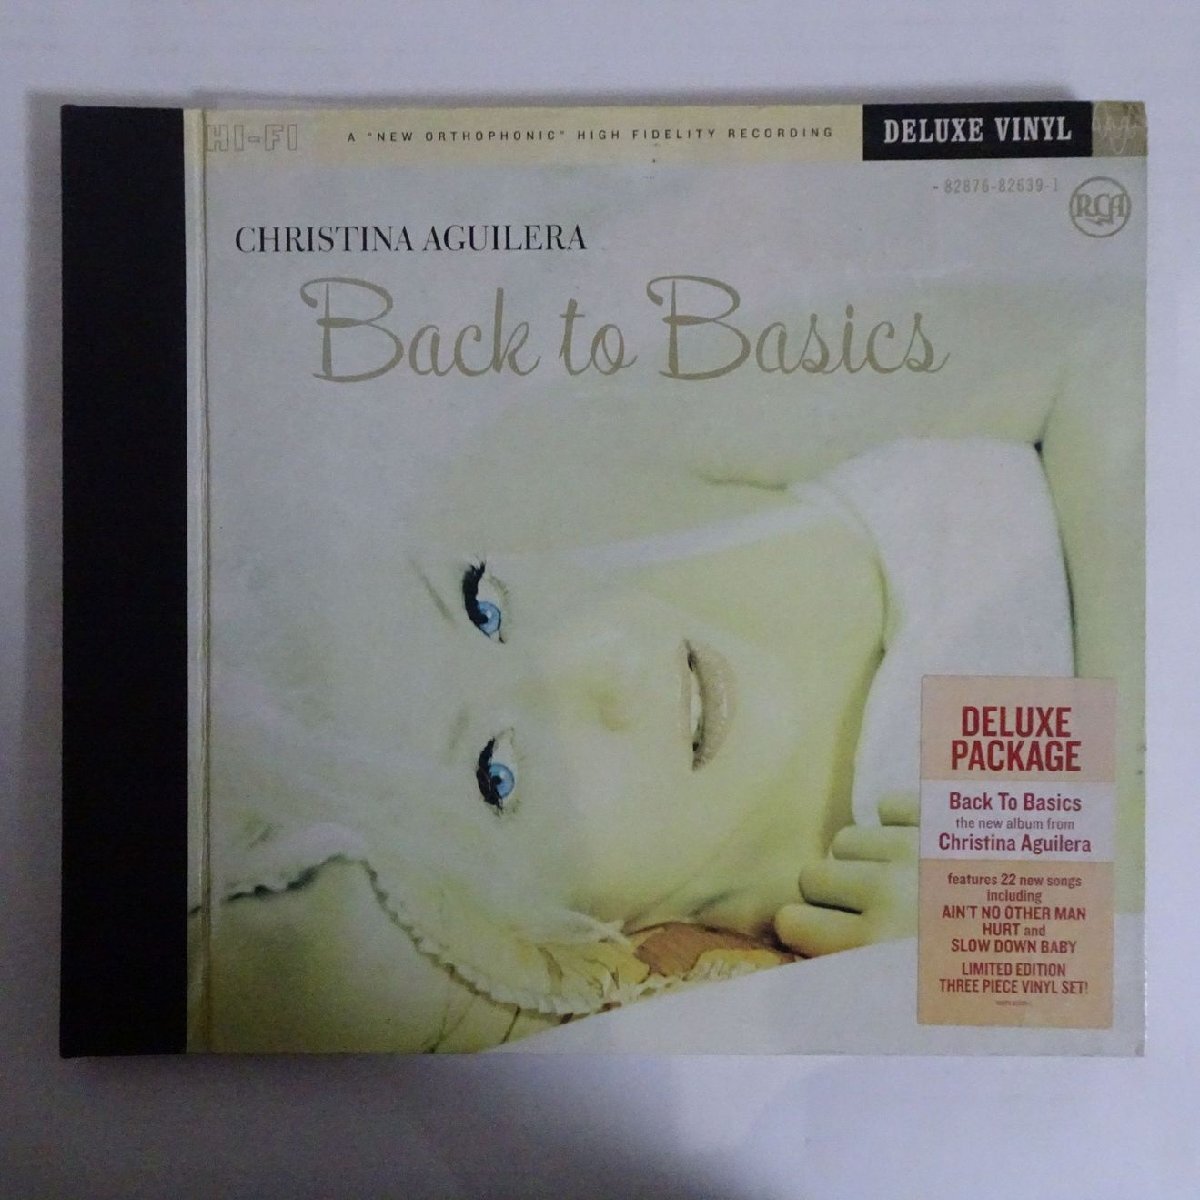 HI-FI
A "NEW ORTHOPHONIC" HIGH FIDELITY RECORDING
DELUXE VINYL
- 82876-82639-1
RCA
CHRISTINA AGUILERA
Back to Basics
DELUXE
PACKAGE
Back To Basics
the new album from
Christina Aguilera
features 22 new songs
including
AIN'T NO OTHER MAN
HURT and
SLOW DOWN BABY
LIMITED EDITION
THREE PIECE VINYL SET!